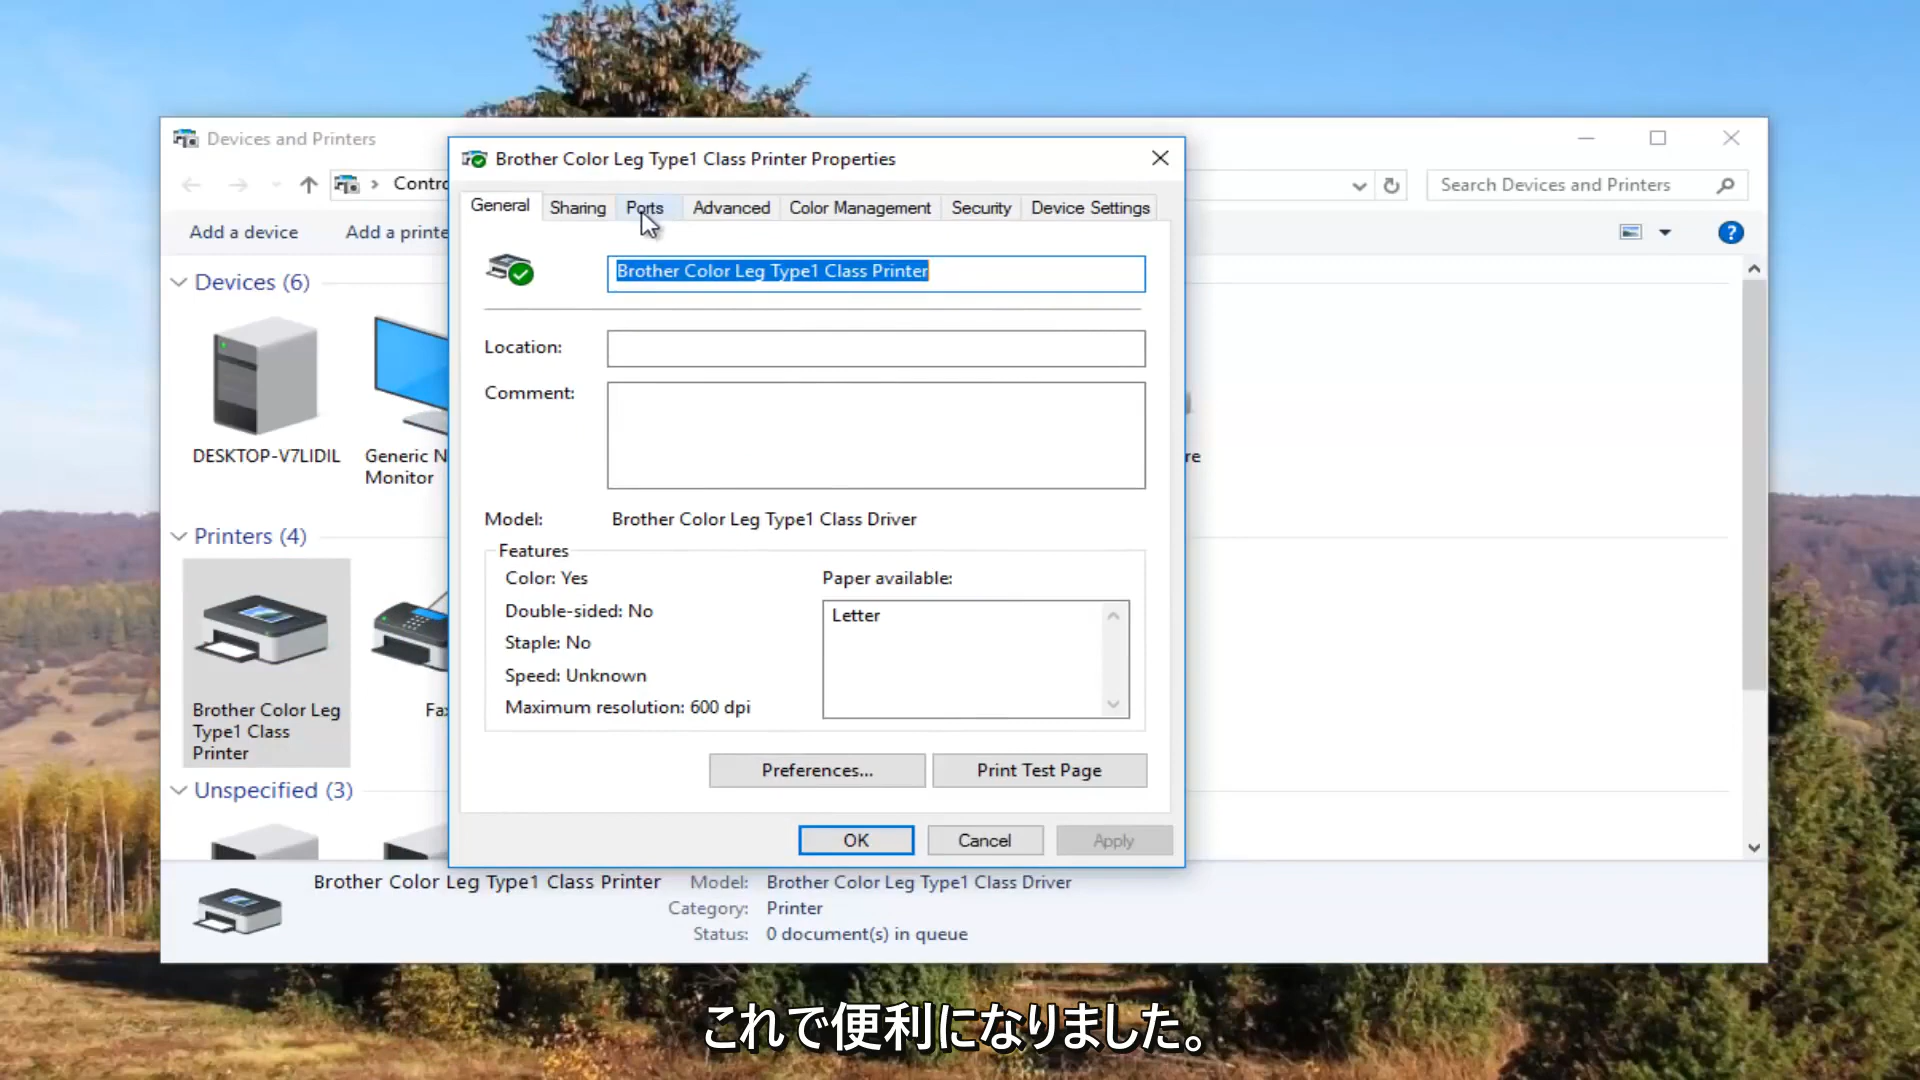 Devices and Printers
Contro
Search Devices and Printers
Add a device
Add a printe
Devices (6)
DESKTOP-V7LIDIL
Generic N
Monitor
re
Printers (4)
Brother Color Leg
Type1 Class
Printer
Fax
Unspecified (3)
Brother Color Leg Type1 Class Printer Properties
General
Sharing
Ports
Advanced
Color Management
Security
Device Settings
Brother Color Leg Type1 Class Printer
Location:
Comment:
Model: Brother Color Leg Type1 Class Driver
Features
Color: Yes
Double-sided: No
Staple: No
Speed: Unknown
Maximum resolution: 600 dpi
Paper available:
Letter
Preferences...
Print Test Page
OK
Cancel
Apply
Brother Color Leg Type1 Class Printer
Model: Brother Color Leg Type1 Class Driver
Category: Printer
Status: 0 document(s) in queue
これで便利になりました。